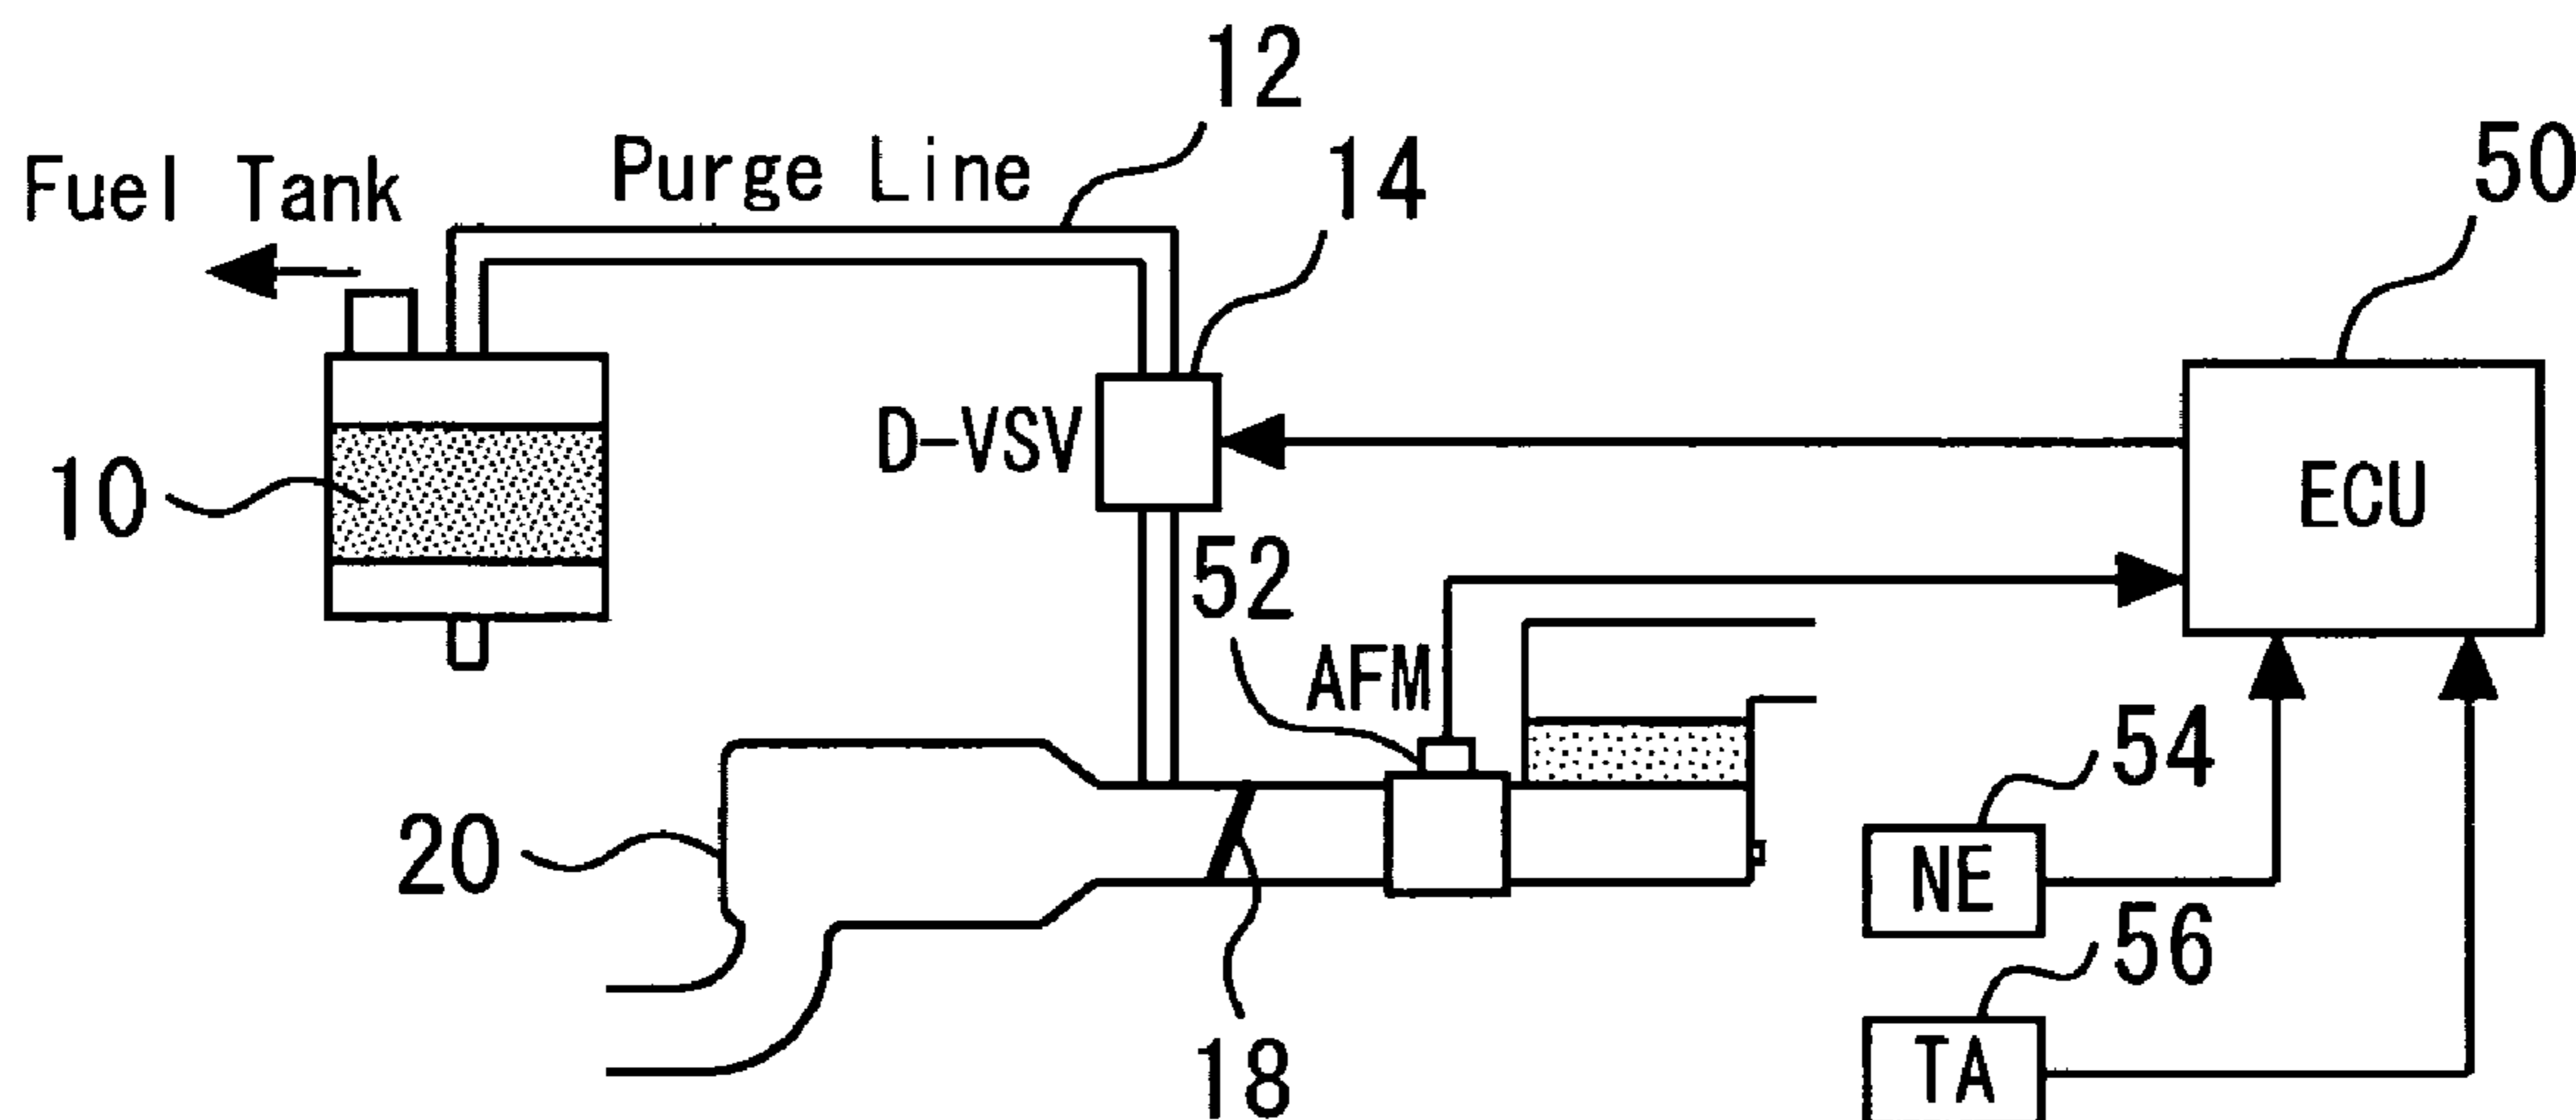 12
Purge Line
14
50
Fuel Tank
D-VSV
ECU
10
52
AFM
54
20
NE
56
18
TA